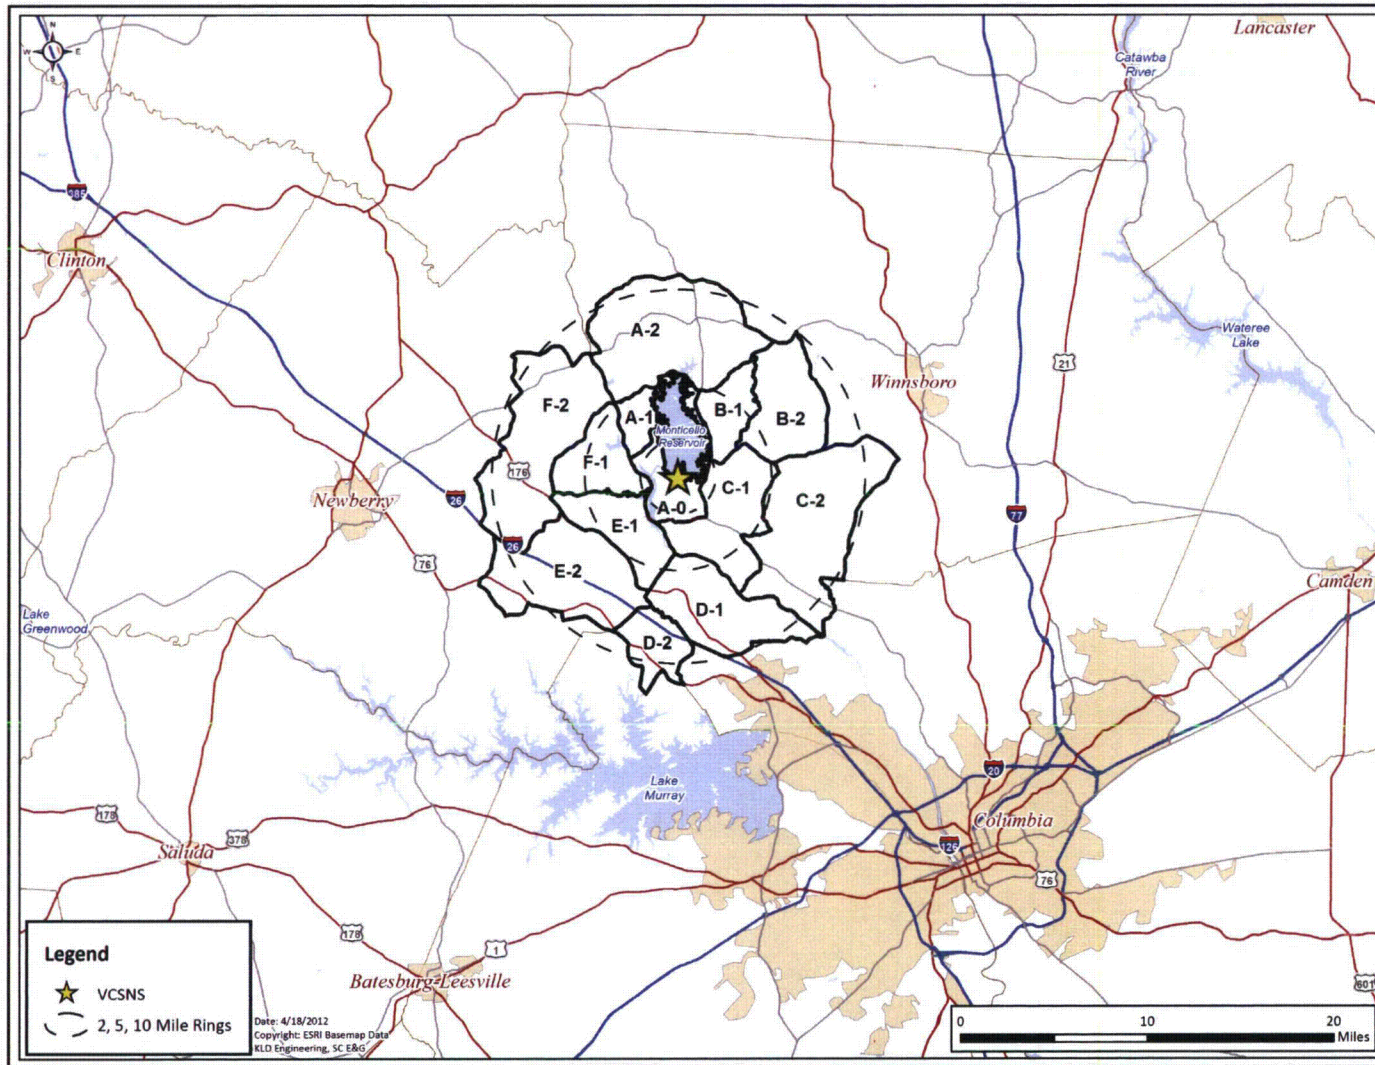 Lancaster
N
W E
S
Catawba
River
385
Clinton
A-2
Wateree
Lake
21
Winnsboro
F-2
A-1
B-1
B-2
Monticello
Reservoir
F-1
176
C-1
C-2
Newberry
26
A-0
77
E-1
26
E-2
76
Camden
D-1
Lake
Greenwood
D-2
20
Lake
Murray
178
Columbia
378
Saluda
126
76
178
1
Batesburg-Leesville
601
Legend
VCSNS
2, 5, 10 Mile Rings
Date: 4/18/2012
Copyright: ESRI Basemap Data
KLD Engineering, SC E&G
0 10 20
Miles